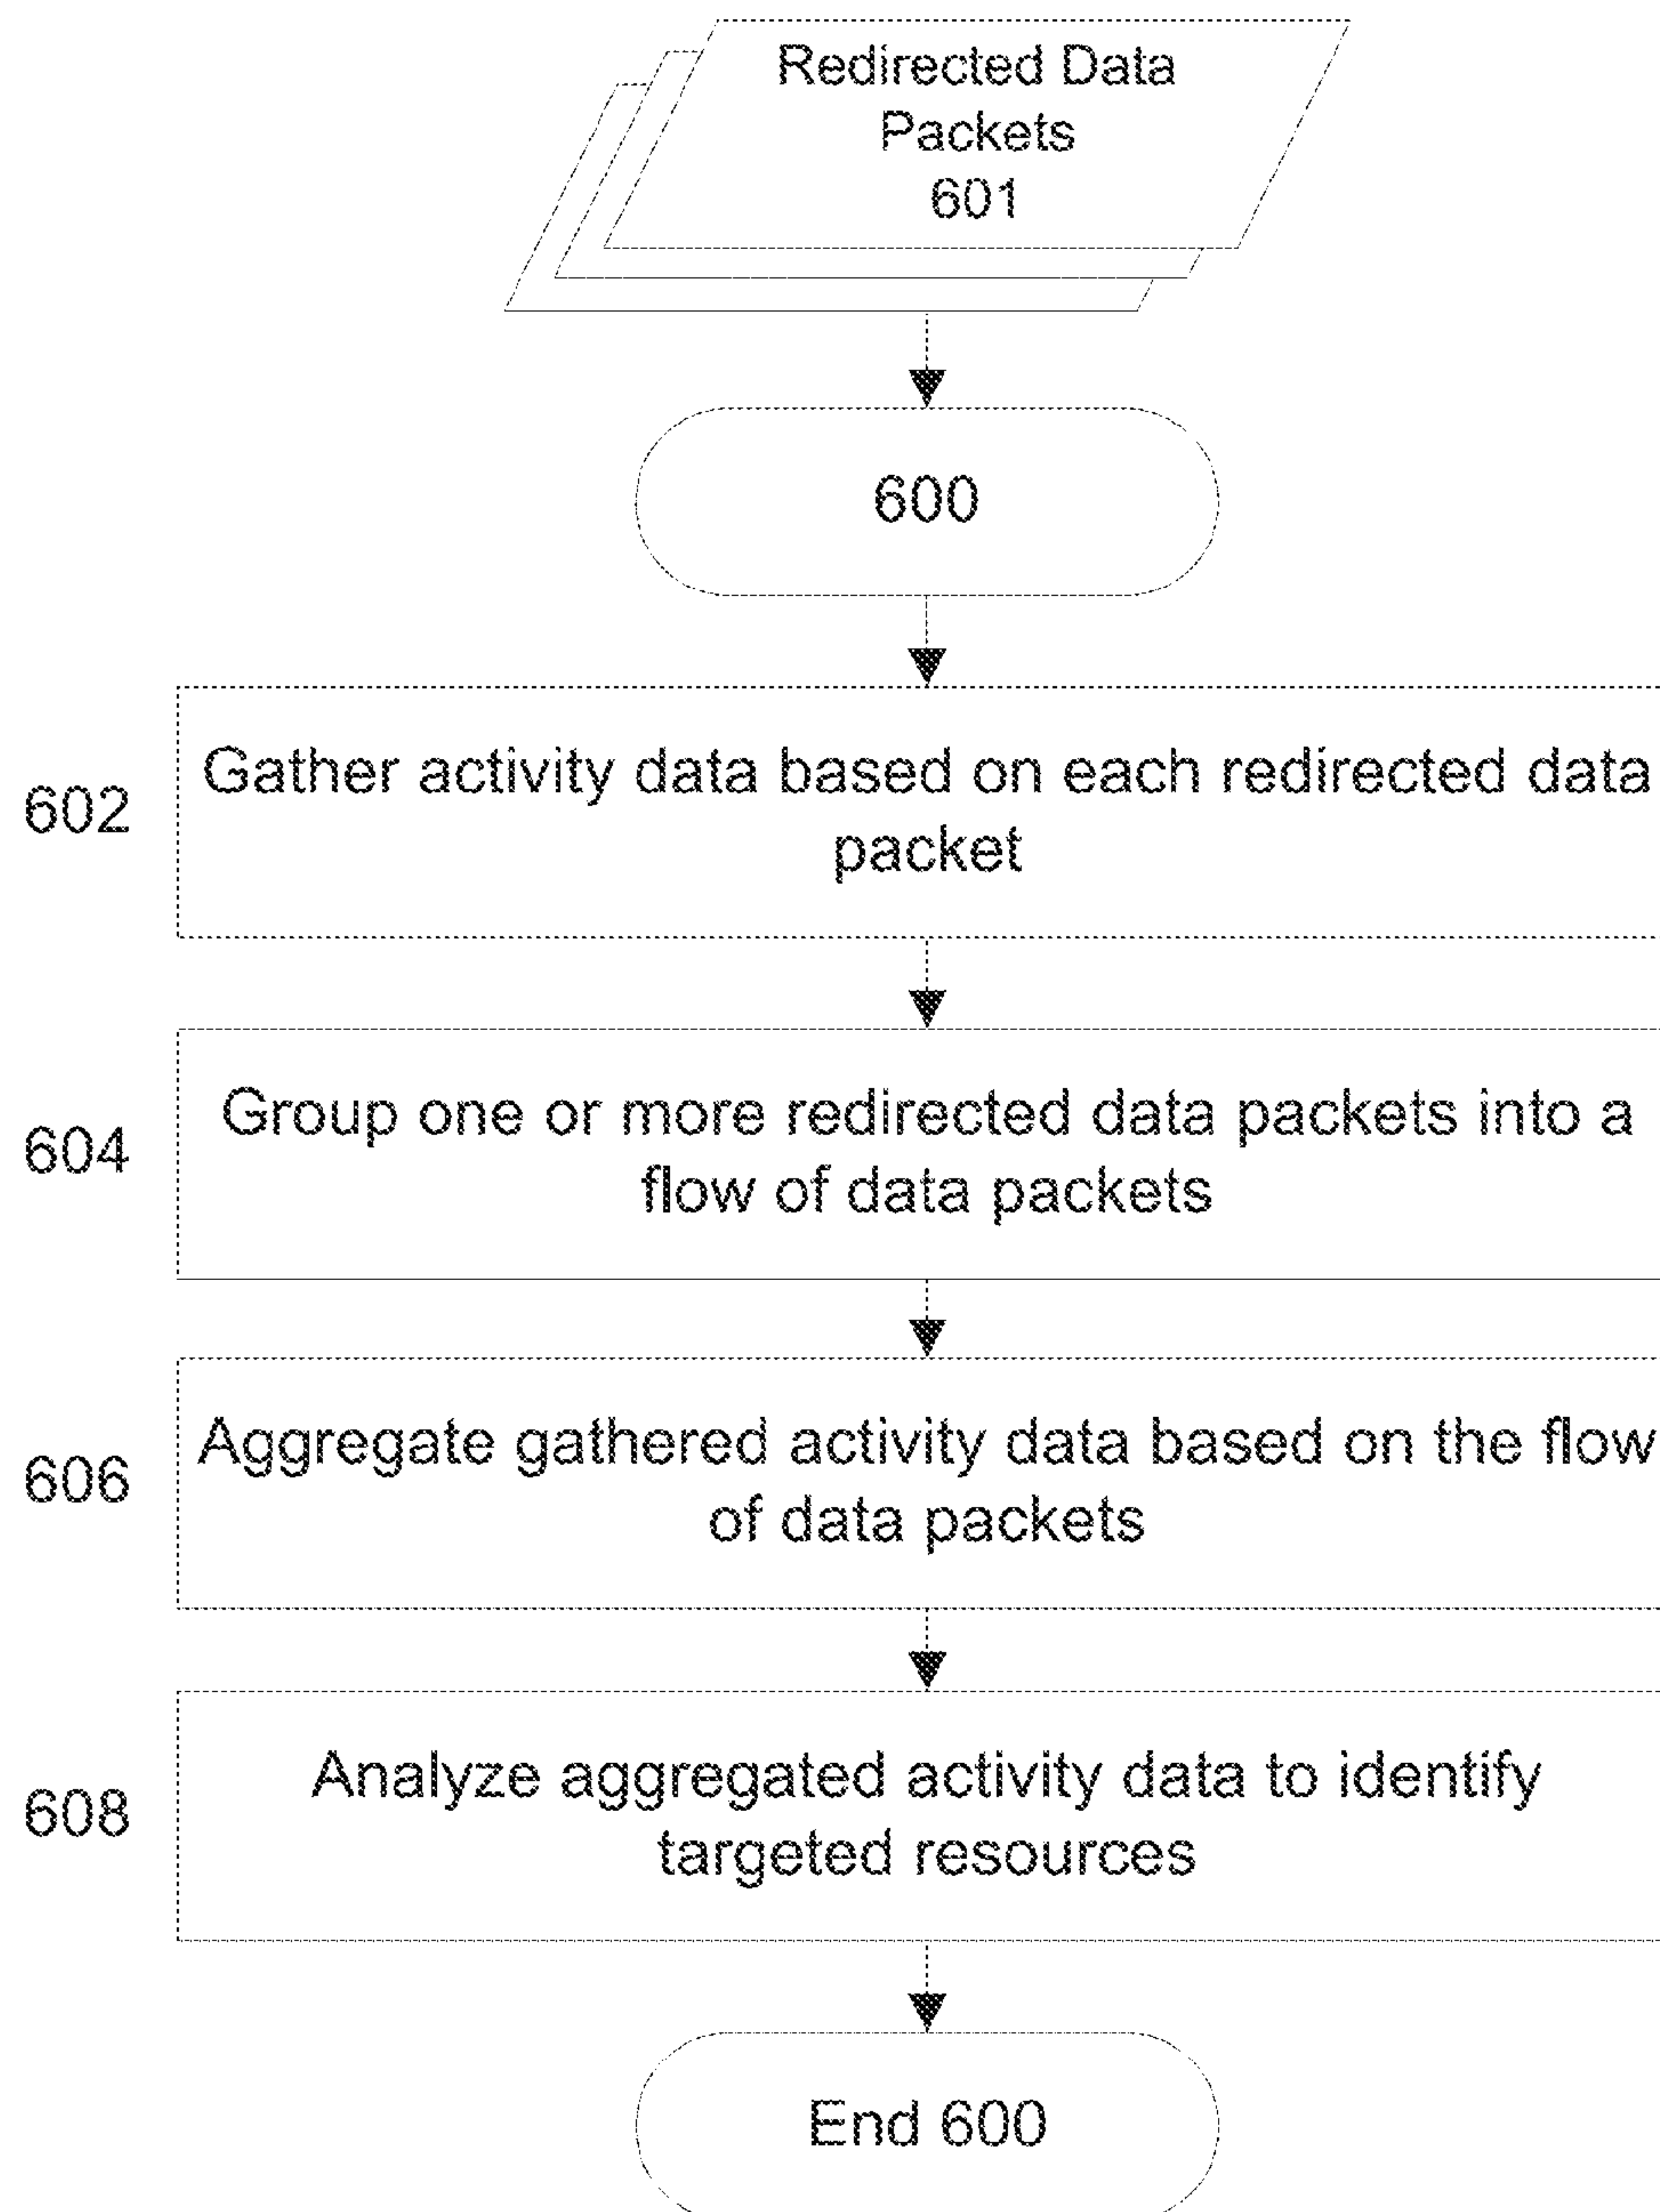 Redirected Data
Packets
601
600
602
Gather activity data based on each redirected data
packet
604
Group one or more redirected data packets into a
flow of data packets
606
Aggregate gathered activity data based on the flow
of data packets
608
Analyze aggregated activity data to identify
targeted resources
End 600